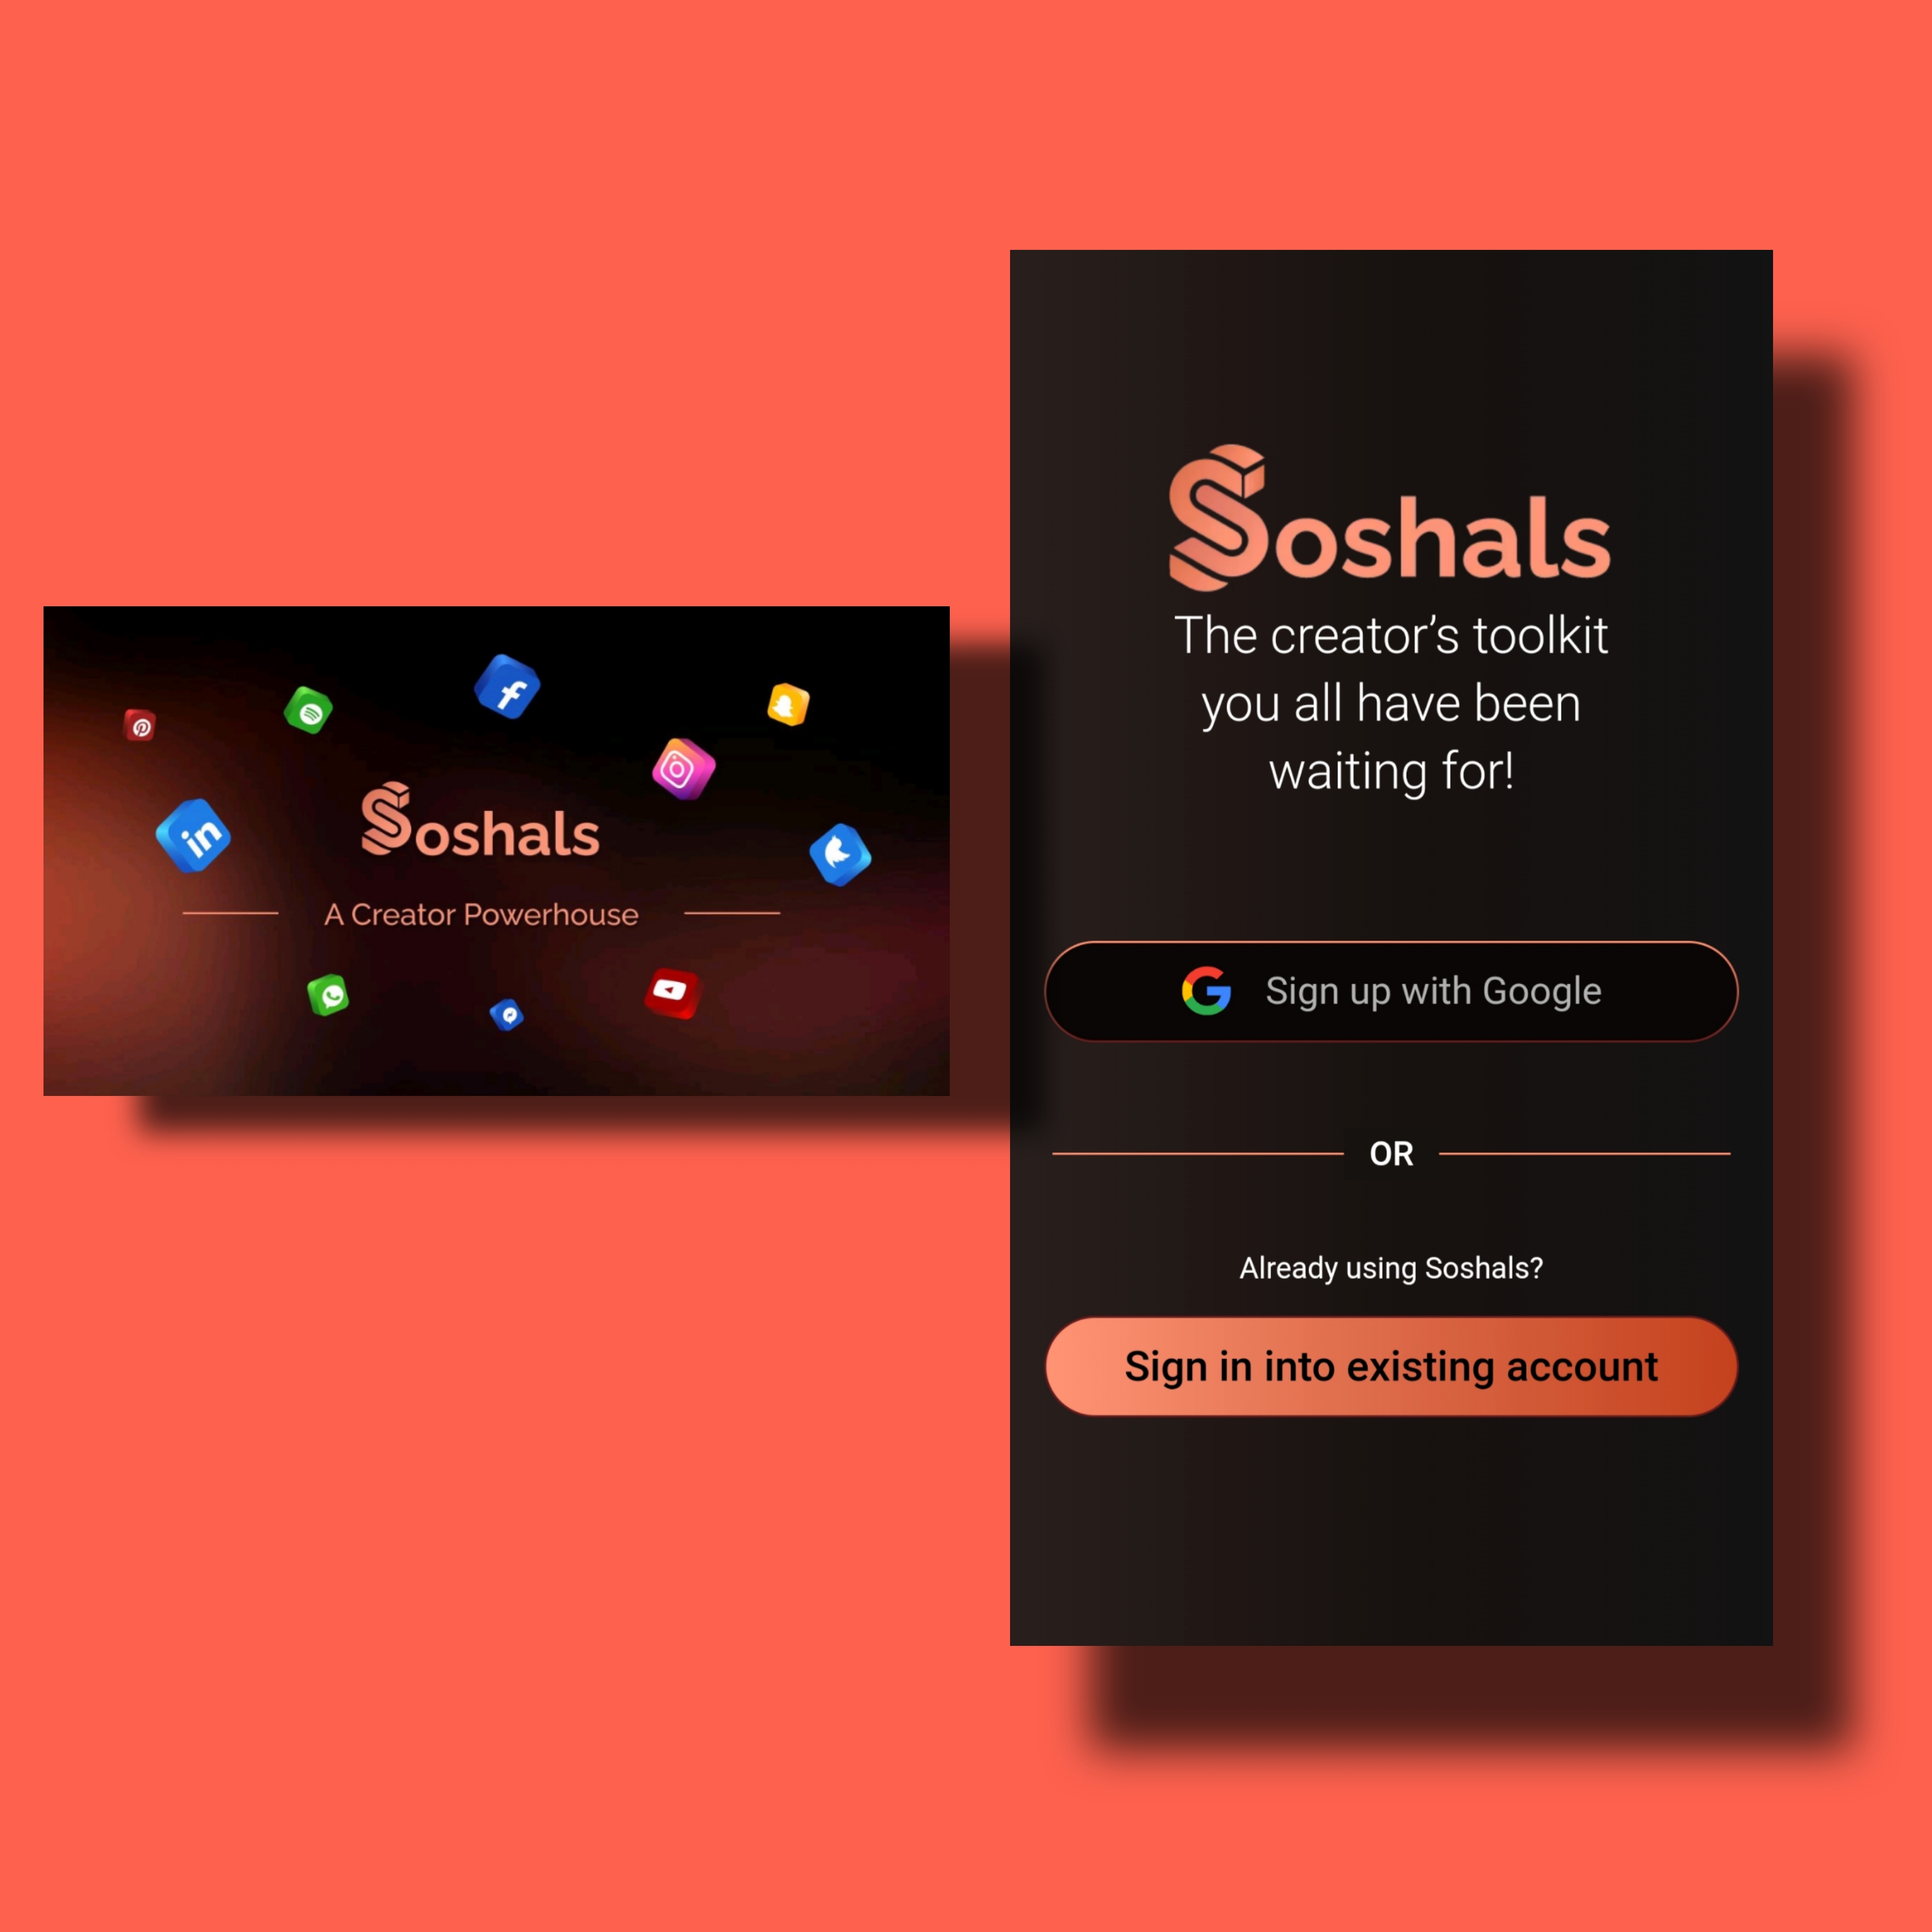 Soshals
A Creator Powerhouse
Soshals
The creator’s toolkit
you all have been
waiting for!
Sign up with Google
OR
Already using Soshals?
Sign in into existing account